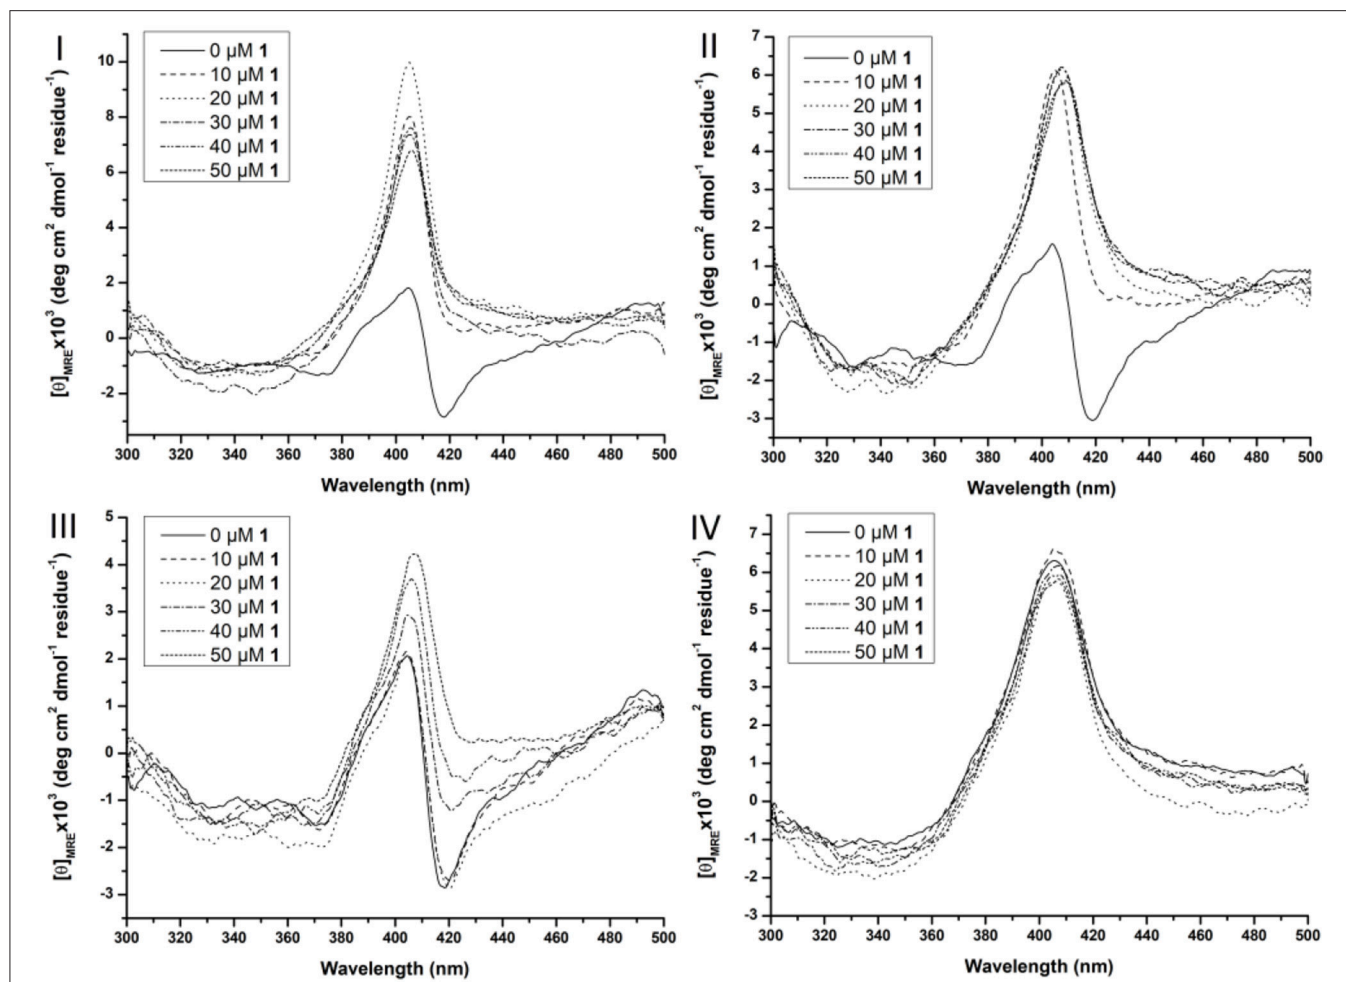 I
0 µM 1
10 µM 1
20 µM 1
30 µM 1
40 µM 1
50 µM 1
[θ]MREx10³ (deg cm² dmol⁻¹ residue⁻¹)
10
8
6
4
2
0
-2
300 320 340 360 380 400 420 440 460 480 500
Wavelength (nm)
II
0 µM 1
10 µM 1
20 µM 1
30 µM 1
40 µM 1
50 µM 1
[θ]MREx10³ (deg cm² dmol⁻¹ residue⁻¹)
7
6
5
4
3
2
1
0
-1
-2
-3
300 320 340 360 380 400 420 440 460 480 500
Wavelength (nm)
III
0 µM 1
10 µM 1
20 µM 1
30 µM 1
40 µM 1
50 µM 1
[θ]MREx10³ (deg cm² dmol⁻¹ residue⁻¹)
5
4
3
2
1
0
-1
-2
-3
300 320 340 360 380 400 420 440 460 480 500
Wavelength (nm)
IV
0 µM 1
10 µM 1
20 µM 1
30 µM 1
40 µM 1
50 µM 1
[θ]MREx10³ (deg cm² dmol⁻¹ residue⁻¹)
7
6
5
4
3
2
1
0
-1
-2
-3
300 320 340 360 380 400 420 440 460 480 500
Wavelength (nm)